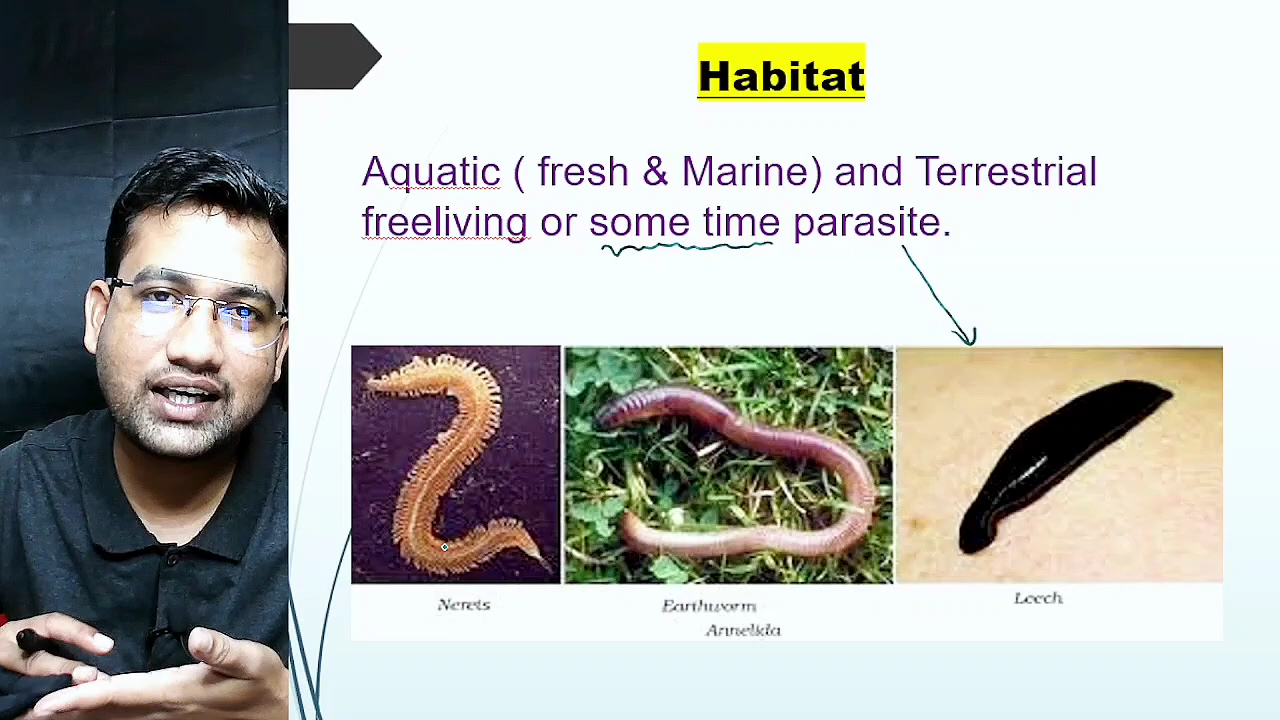 Habitat
Aquatic ( fresh & Marine) and Terrestrial
freeliving or some time parasite.
Nereis
Earthworm
Leech
Annelida